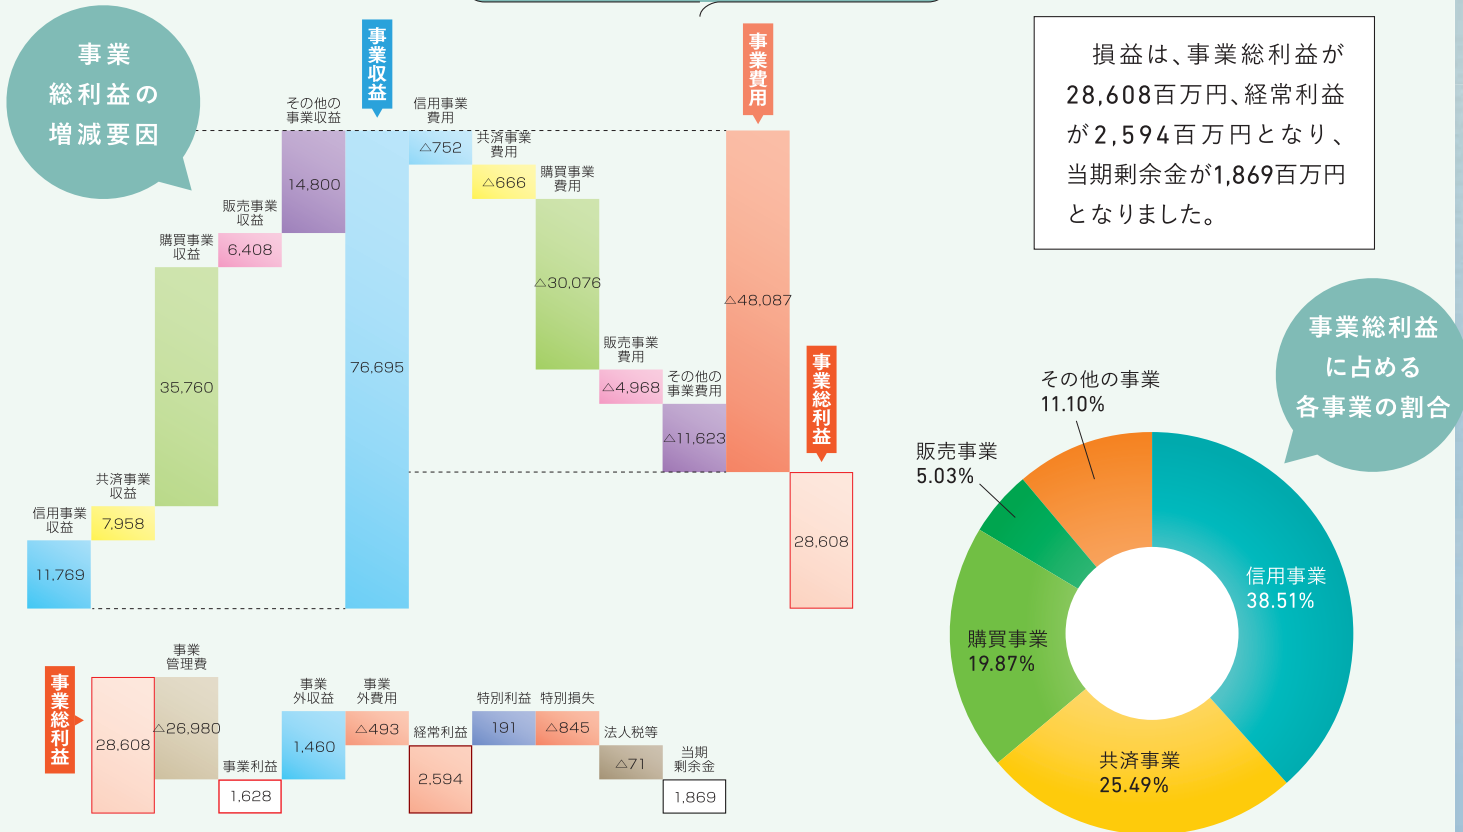 事業
総利益の
増減要因
事業収益
事業費用
その他の
事業収益
14,800
販売事業
収益
6,408
購買事業
収益
35,760
共済事業
収益
7,958
信用事業
収益
11,769
76,695
信用事業
費用
△752
共済事業
費用
△666
購買事業
費用
△30,076
販売事業
費用
△4,968
その他の
事業費用
△11,623
△48,087
事業総利益
28,608
損益は、事業総利益が
28,608百万円、経常利益
が2,594百万円となり、
当期剰余金が1,869百万円
となりました。
事業総利益
28,608
事業
管理費
△26,980
事業利益
1,628
事業
外収益
1,460
事業
外費用
△493
経常利益
2,594
特別利益
191
特別損失
△845
法人税等
△71
当期
剰余金
1,869
事業総利益
に占める
各事業の割合
その他の事業
11.10%
販売事業
5.03%
信用事業
38.51%
購買事業
19.87%
共済事業
25.49%